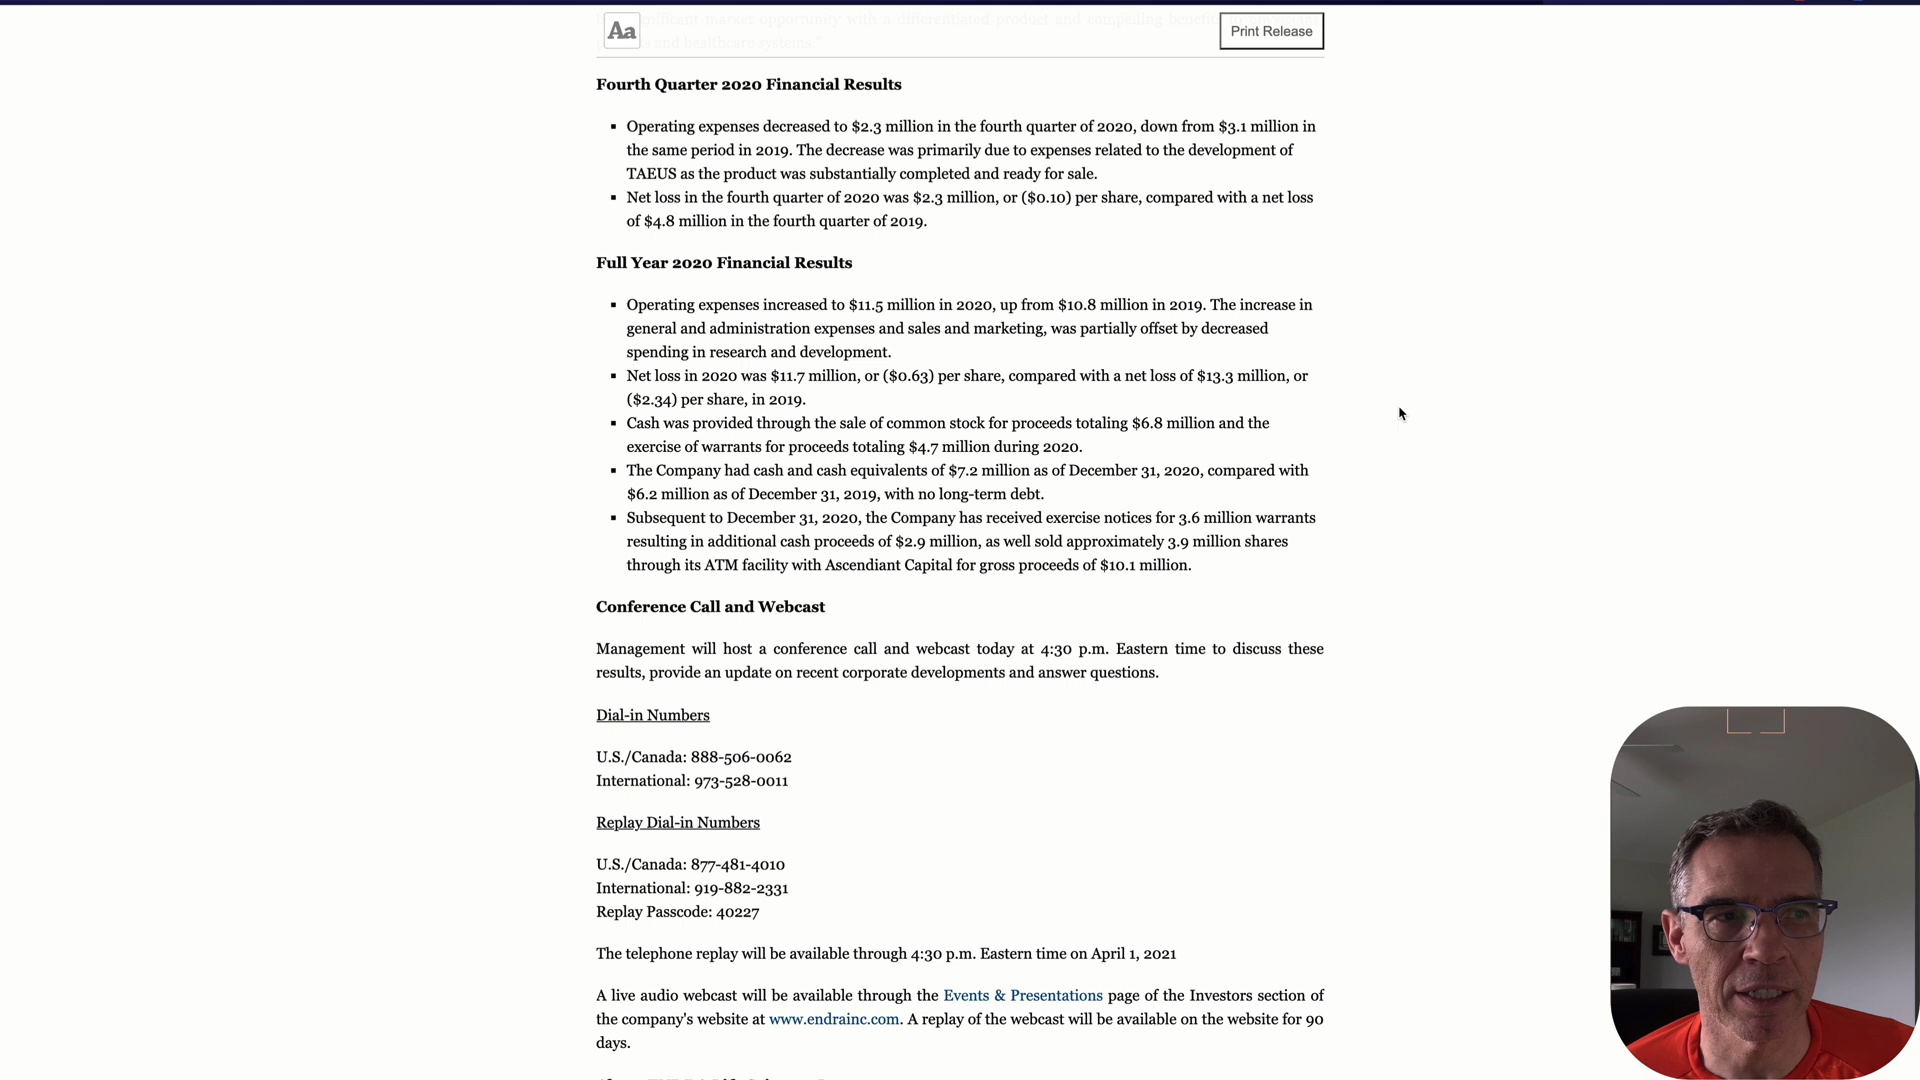 Aa
Print Release
Fourth Quarter 2020 Financial Results
▪ Operating expenses decreased to $2.3 million in the fourth quarter of 2020, down from $3.1 million in
the same period in 2019. The decrease was primarily due to expenses related to the development of
TAEUS as the product was substantially completed and ready for sale.
▪ Net loss in the fourth quarter of 2020 was $2.3 million, or ($0.10) per share, compared with a net loss
of $4.8 million in the fourth quarter of 2019.
Full Year 2020 Financial Results
▪ Operating expenses increased to $11.5 million in 2020, up from $10.8 million in 2019. The increase in
general and administration expenses and sales and marketing, was partially offset by decreased
spending in research and development.
▪ Net loss in 2020 was $11.7 million, or ($0.63) per share, compared with a net loss of $13.3 million, or
($2.34) per share, in 2019.
▪ Cash was provided through the sale of common stock for proceeds totaling $6.8 million and the
exercise of warrants for proceeds totaling $4.7 million during 2020.
▪ The Company had cash and cash equivalents of $7.2 million as of December 31, 2020, compared with
$6.2 million as of December 31, 2019, with no long-term debt.
▪ Subsequent to December 31, 2020, the Company has received exercise notices for 3.6 million warrants
resulting in additional cash proceeds of $2.9 million, as well sold approximately 3.9 million shares
through its ATM facility with Ascendiant Capital for gross proceeds of $10.1 million.
Conference Call and Webcast
Management will host a conference call and webcast today at 4:30 p.m. Eastern time to discuss these
results, provide an update on recent corporate developments and answer questions.
Dial-in Numbers
U.S./Canada: 888-506-0062
International: 973-528-0011
Replay Dial-in Numbers
U.S./Canada: 877-481-4010
International: 919-882-2331
Replay Passcode: 40227
The telephone replay will be available through 4:30 p.m. Eastern time on April 1, 2021
A live audio webcast will be available through the Events & Presentations page of the Investors section of
the company's website at www.endrainc.com. A replay of the webcast will be available on the website for 90
days.